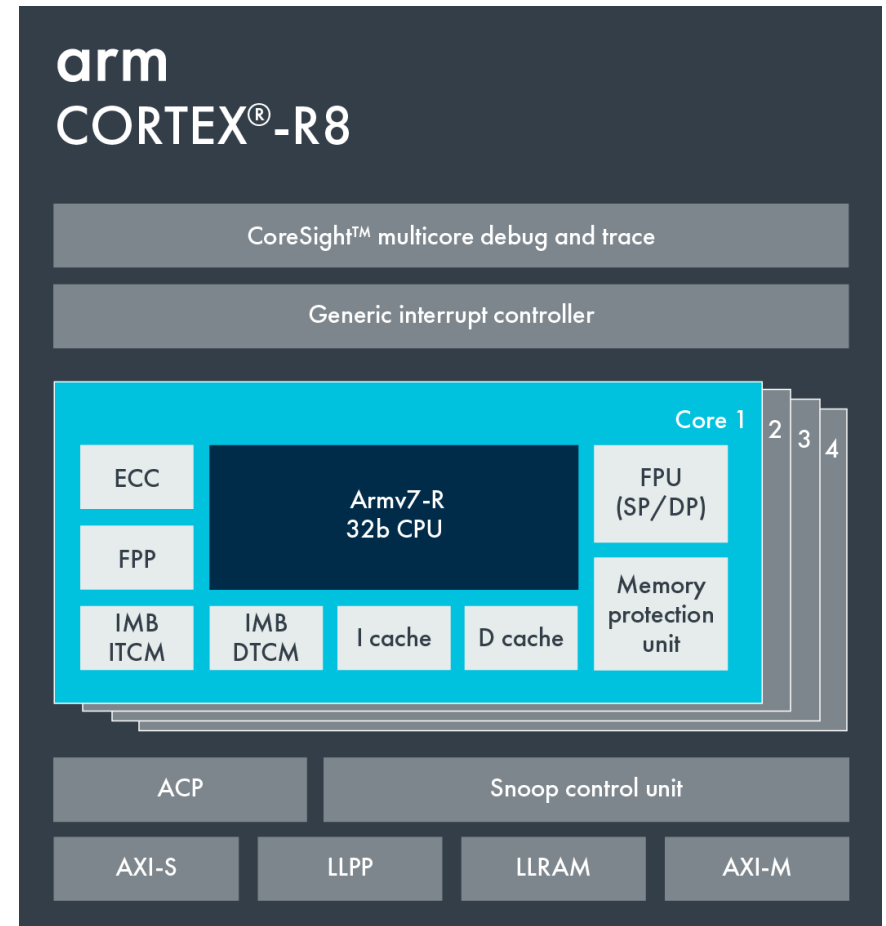 arm
CORTEX®-R8
CoreSight™ multicore debug and trace
Generic interrupt controller
Core 1
2
3
4
ECC
Armv7-R
32b CPU
FPU
(SP/DP)
FPP
Memory
protection
unit
IMB
ITCM
IMB
DTCM
I cache
D cache
ACP
Snoop control unit
AXI-S
LLPP
LLRAM
AXI-M